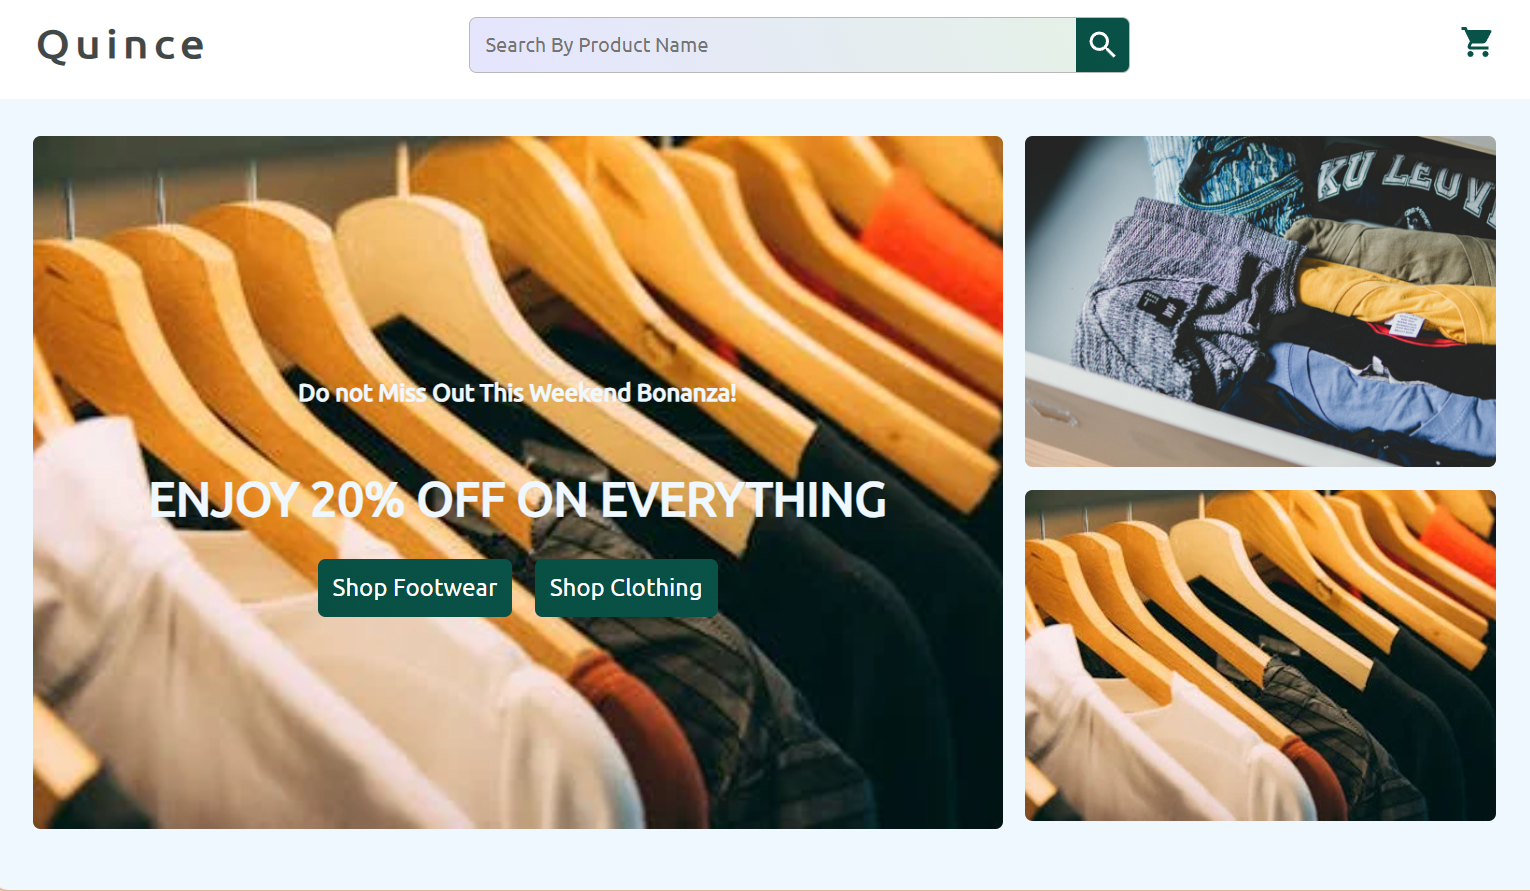 Quince
Search By Product Name
KU LEUV
Do not Miss Out This Weekend Bonanza!
ENJOY 20% OFF ON EVERYTHING
Shop Footwear
Shop Clothing